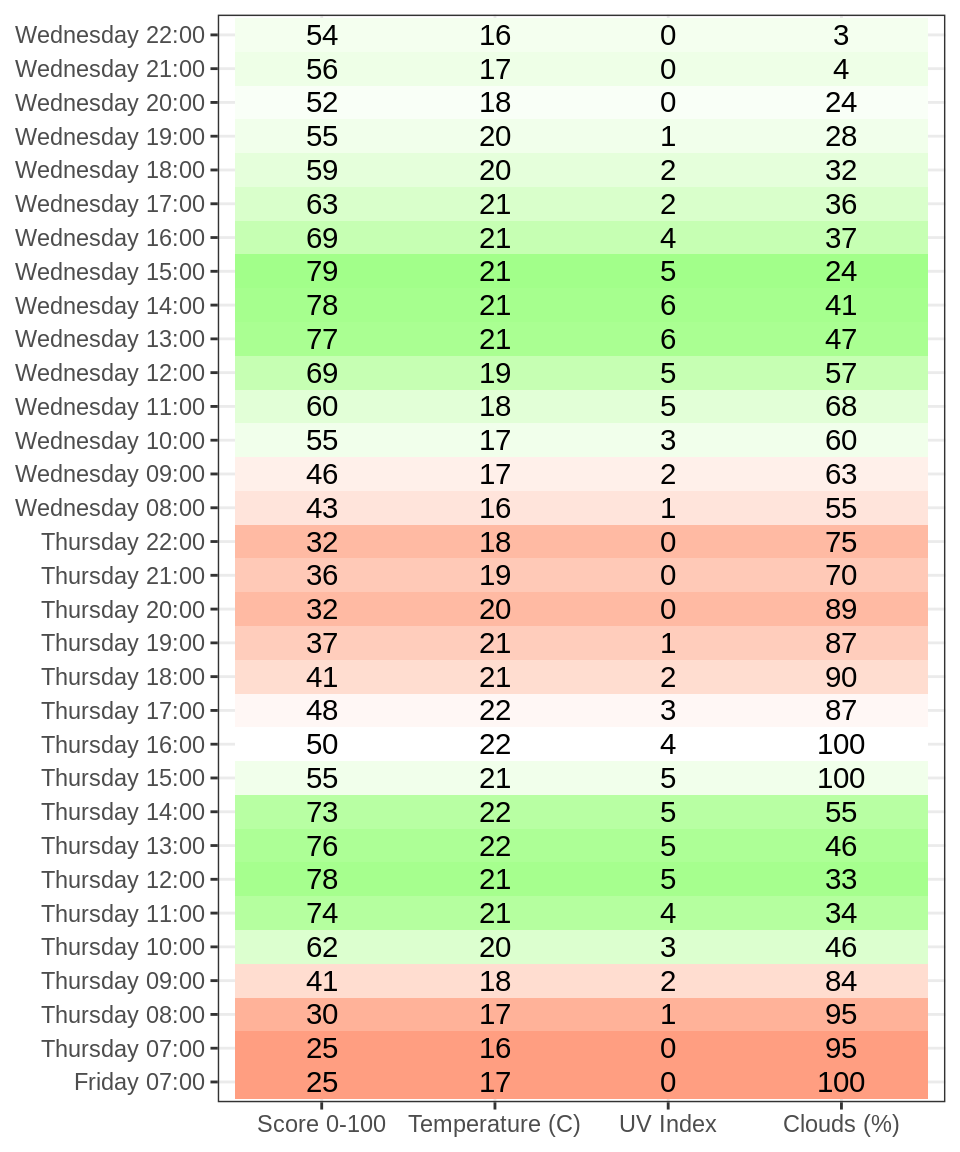 Wednesday 22:00 54 16 0 3
Wednesday 21:00 56 17 0 4
Wednesday 20:00 52 18 0 24
Wednesday 19:00 55 20 1 28
Wednesday 18:00 59 20 2 32
Wednesday 17:00 63 21 2 36
Wednesday 16:00 69 21 4 37
Wednesday 15:00 79 21 5 24
Wednesday 14:00 78 21 6 41
Wednesday 13:00 77 21 6 47
Wednesday 12:00 69 19 5 57
Wednesday 11:00 60 18 5 68
Wednesday 10:00 55 17 3 60
Wednesday 09:00 46 17 2 63
Wednesday 08:00 43 16 1 55
Thursday 22:00 32 18 0 75
Thursday 21:00 36 19 0 70
Thursday 20:00 32 20 0 89
Thursday 19:00 37 21 1 87
Thursday 18:00 41 21 2 90
Thursday 17:00 48 22 3 87
Thursday 16:00 50 22 4 100
Thursday 15:00 55 21 5 100
Thursday 14:00 73 22 5 55
Thursday 13:00 76 22 5 46
Thursday 12:00 78 21 5 33
Thursday 11:00 74 21 4 34
Thursday 10:00 62 20 3 46
Thursday 09:00 41 18 2 84
Thursday 08:00 30 17 1 95
Thursday 07:00 25 16 0 95
Friday 07:00 25 17 0 100
Score 0-100 Temperature (C) UV Index Clouds (%)